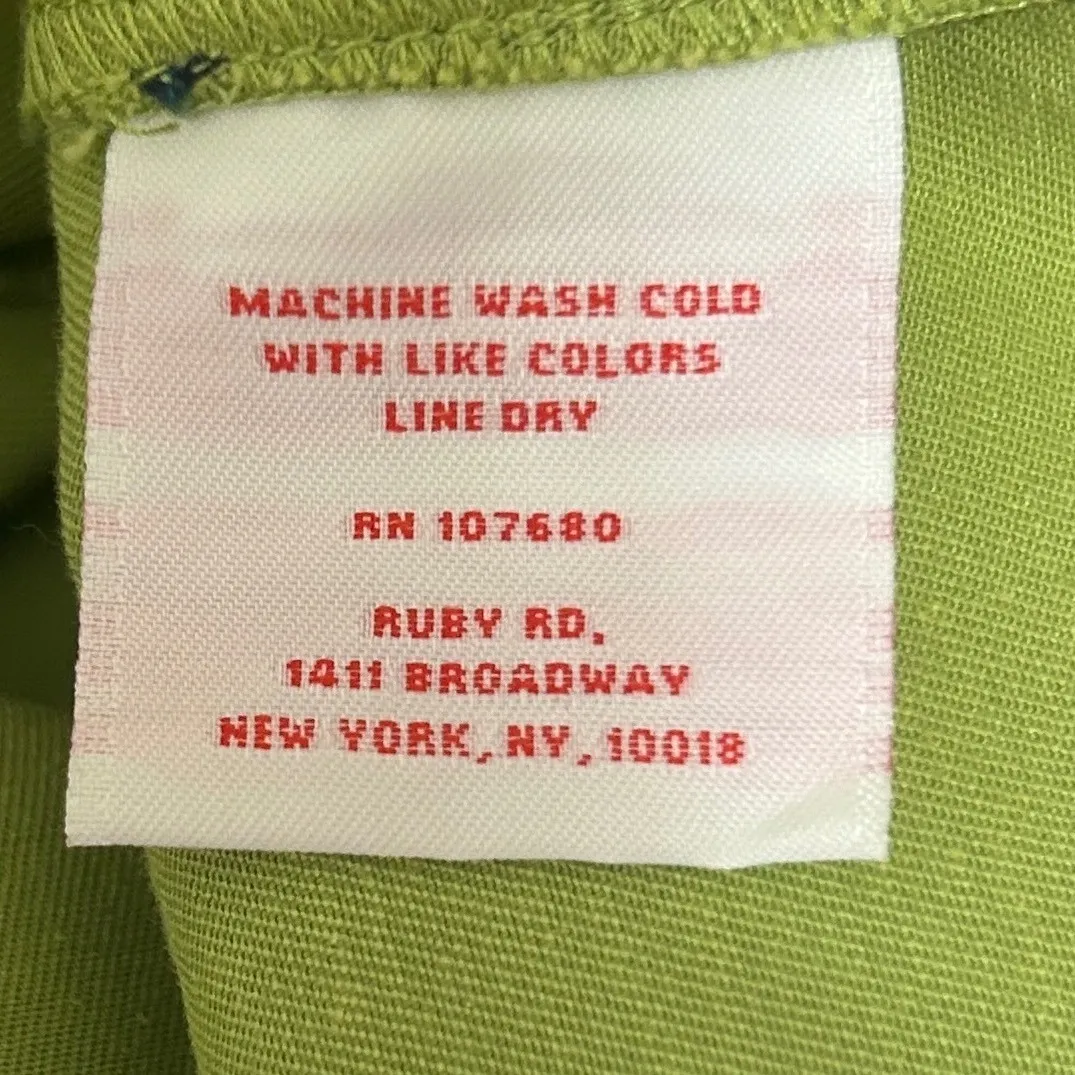 MACHINE WASH COLD
WITH LIKE COLORS
LINE DRY
RN 107680
RUBY RD.
1411 BROADWAY
NEW YORK, NY, 10018